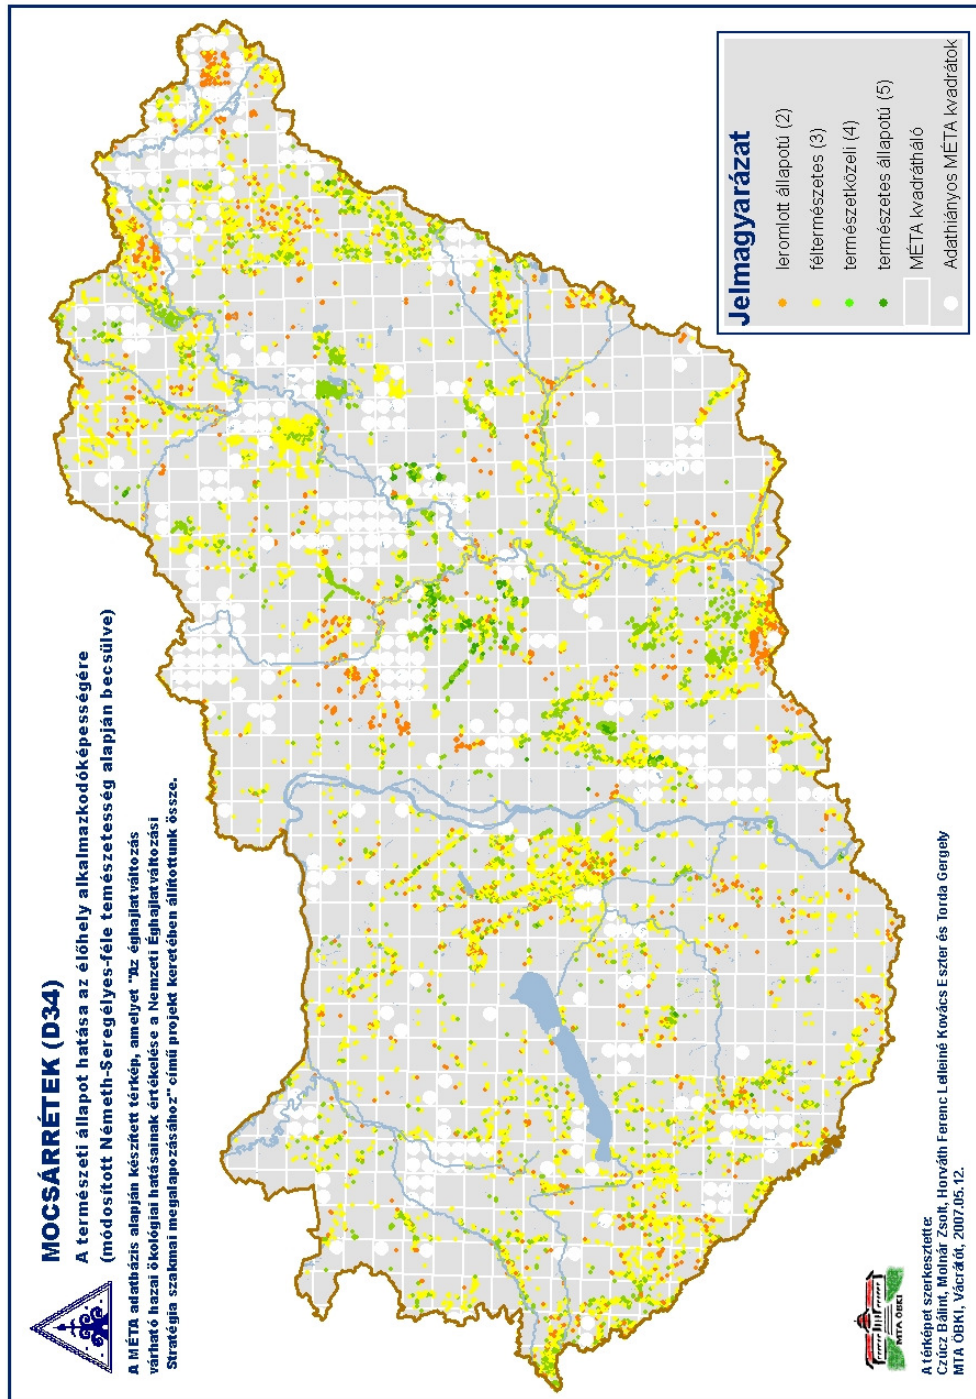 MOCSÁRRÉTEK (D34)
A természeti állapot hatása az élőhely alkalmazkodóképességére
(módosított Németh-Seregélyes-féle temészetesség alapján becsülve)
A MÉTA adatbázis alapján készített térkép, amelyet "Az éghajlatváltozás
várható hazai ökológiai hatásainak értékelése a Nemzeti Éghajlatváltozási
Stratégia szakmai megalapozásához" című projekt keretében állítottunk össze.
Jelmagyarázat
leromlott állapotú (2)
féltermészetes (3)
természetközeli (4)
természetes állapotú (5)
MÉTA kvadrátháló
Adathiányos MÉTA kvadrátok
MTA ÖBKI
A térképet szerkesztette:
Czúcz Bálint, Molnár Zsolt, Horváth Ferenc Lelleiné Kovács Eszter és Torda Gergely
MTA ÖBKI, Vácrátót, 2007.05.12.